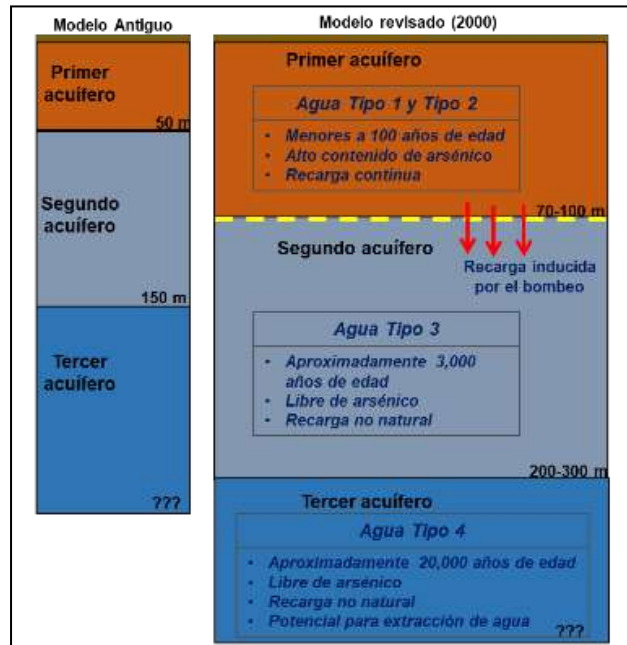 Modelo Antiguo
Primer
acuífero
50 m
Segundo
acuífero
150 m
Tercer
acuífero
???
Modelo revisado (2000)
Primer acuífero
Agua Tipo 1 y Tipo 2
• Menores a 100 años de edad
• Alto contenido de arsénico
• Recarga continua
70-100 m
Segundo acuífero
Recarga inducida
por el bombeo
Agua Tipo 3
• Aproximadamente 3,000
años de edad
• Libre de arsénico
• Recarga no natural
200-300 m
Tercer acuífero
Agua Tipo 4
• Aproximadamente 20,000 años de edad
• Libre de arsénico
• Recarga no natural
• Potencial para extracción de agua
???